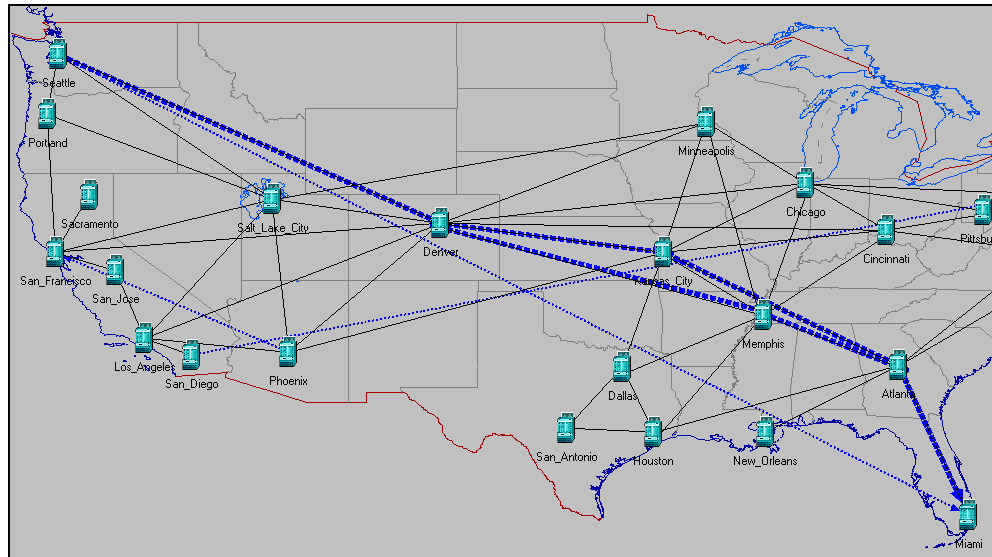 Seattle
Portland
Minneapolis
Sacramento
Salt_Lake_City
Chicago
Pittsbu
Denver
Cincinnati
San_Francisco
Kansas_City
San_Jose
Memphis
Los_Angeles
San_Diego
Phoenix
Dallas
Atlanta
San_Antonio
Houston
New_Orleans
Miami